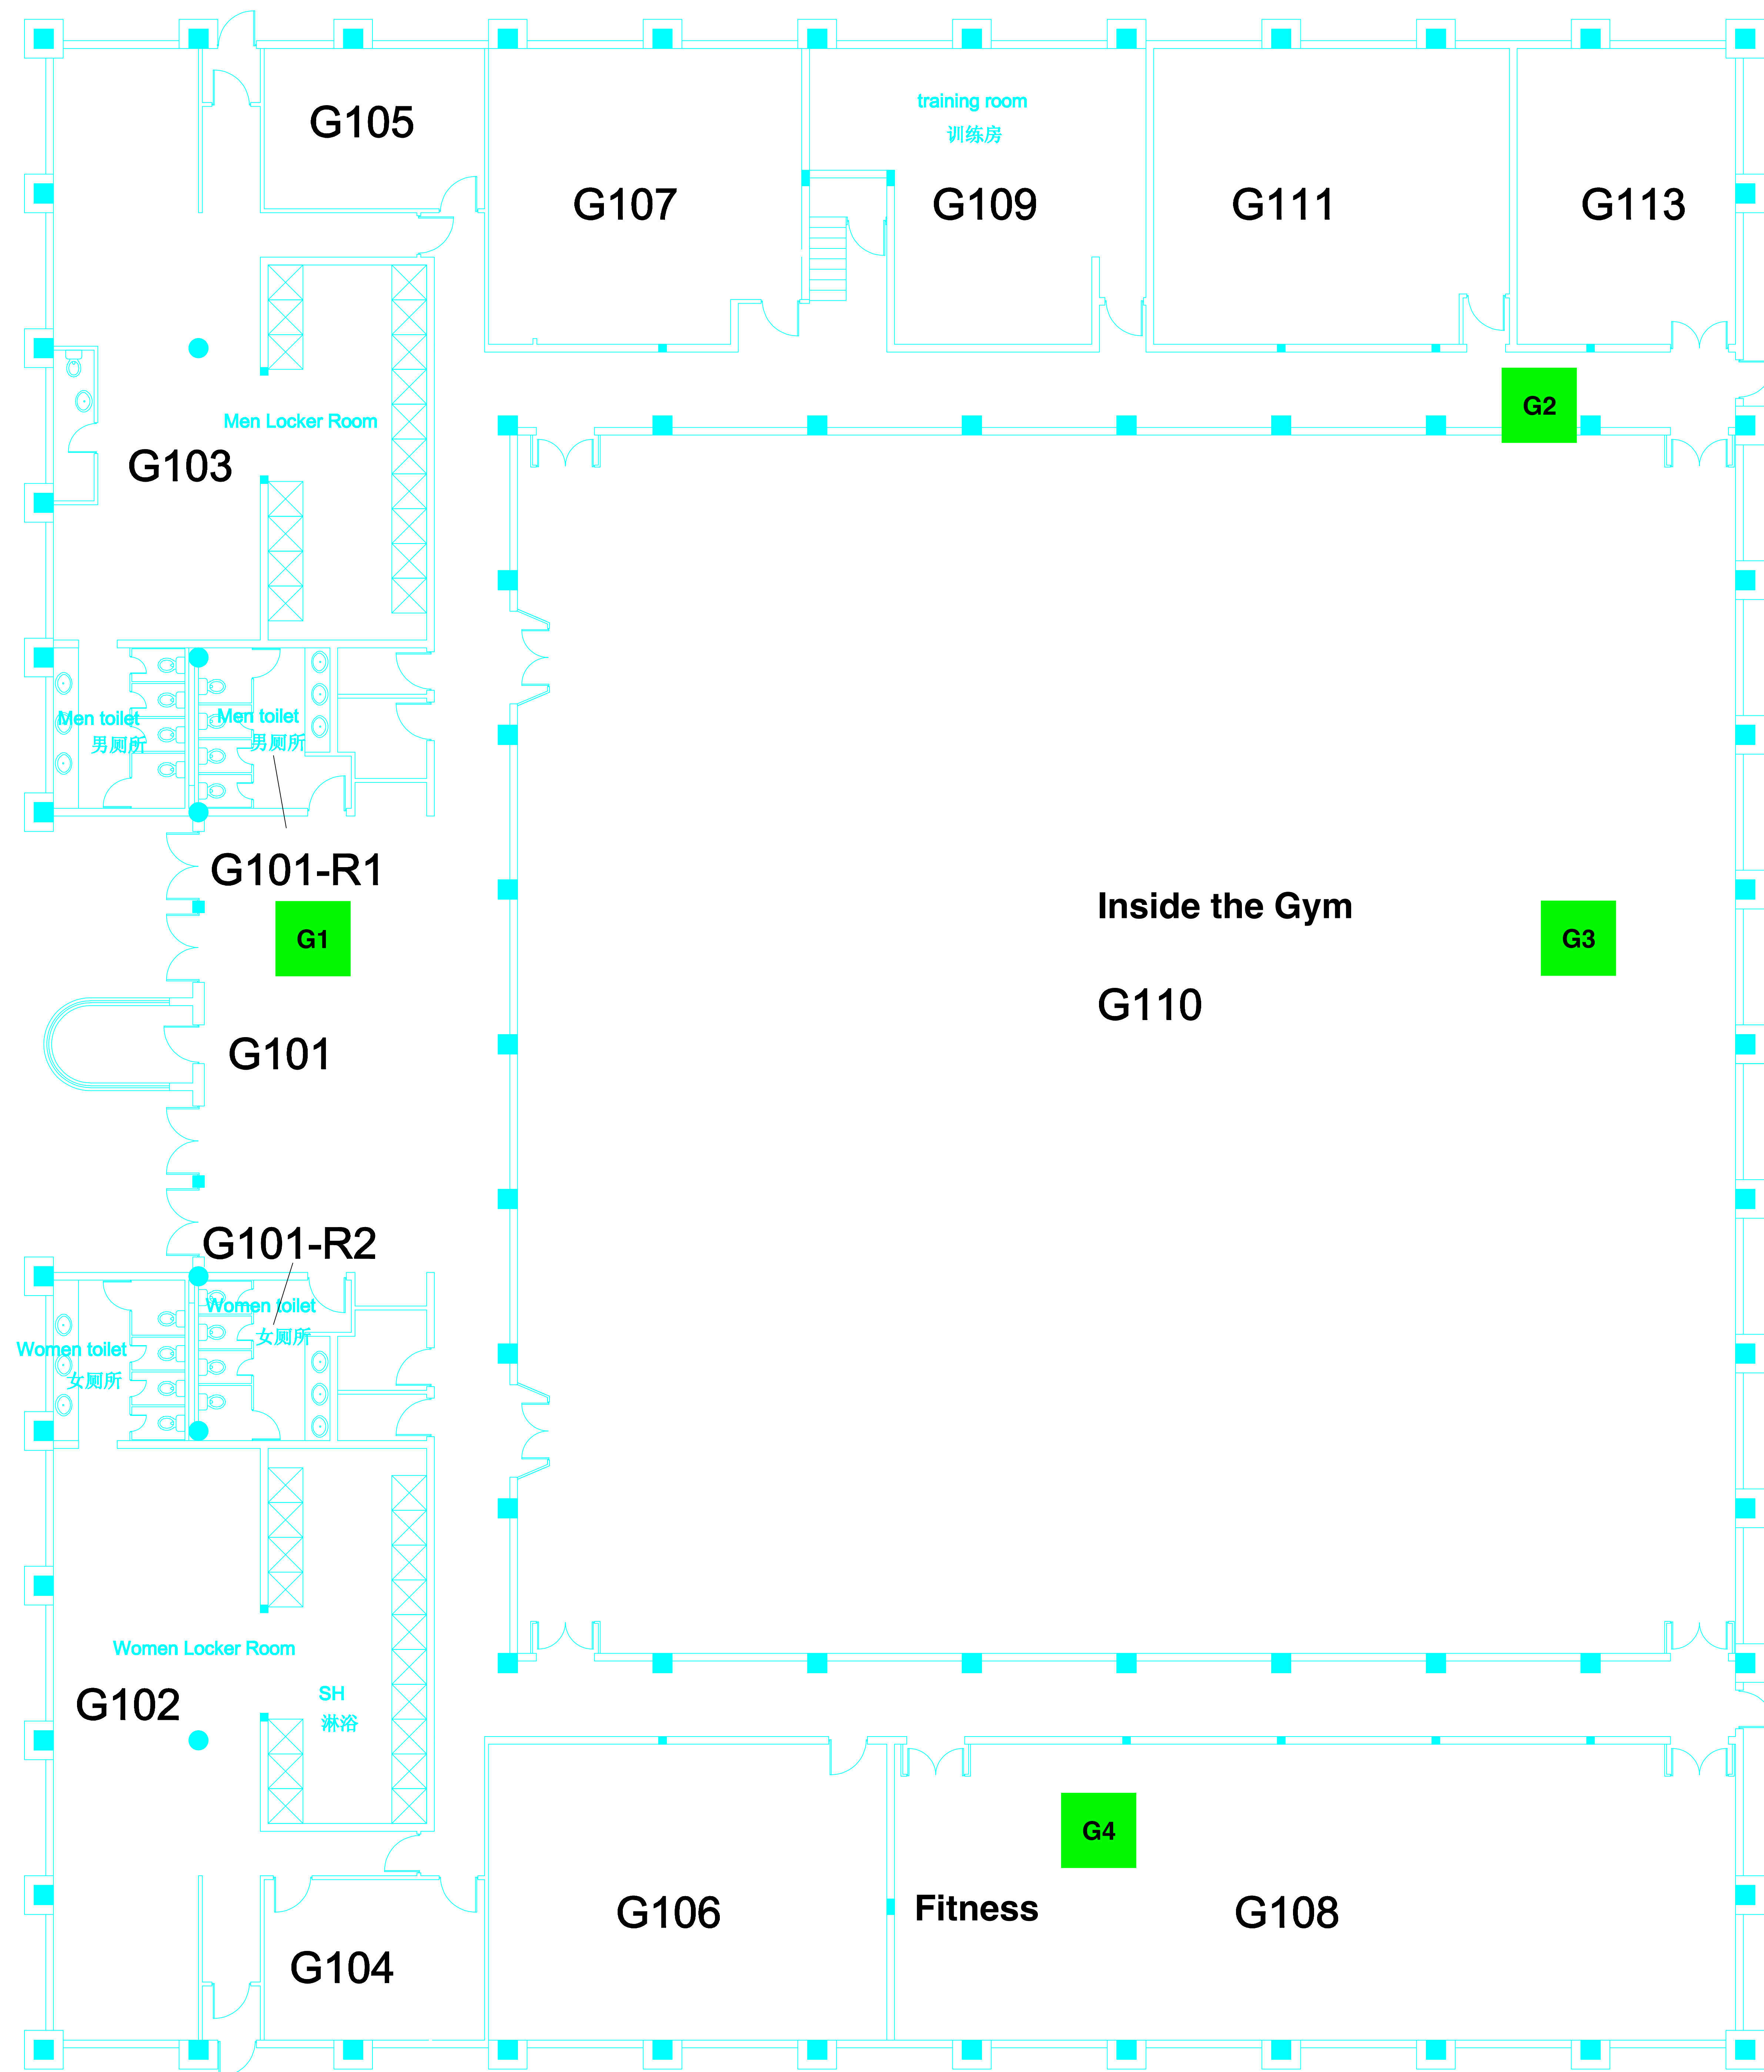 G105
training room
训练房
G107
G109
G111
G113
G2
Men Locker Room
G103
Men toilet
男厕所
Men toilet
男厕所
G101-R1
Inside the Gym
G1
G3
G110
G101
G101-R2
Women toilet
女厕所
Women toilet
女厕所
Women Locker Room
SH
淋浴
G102
G4
Fitness
G106
G108
G104